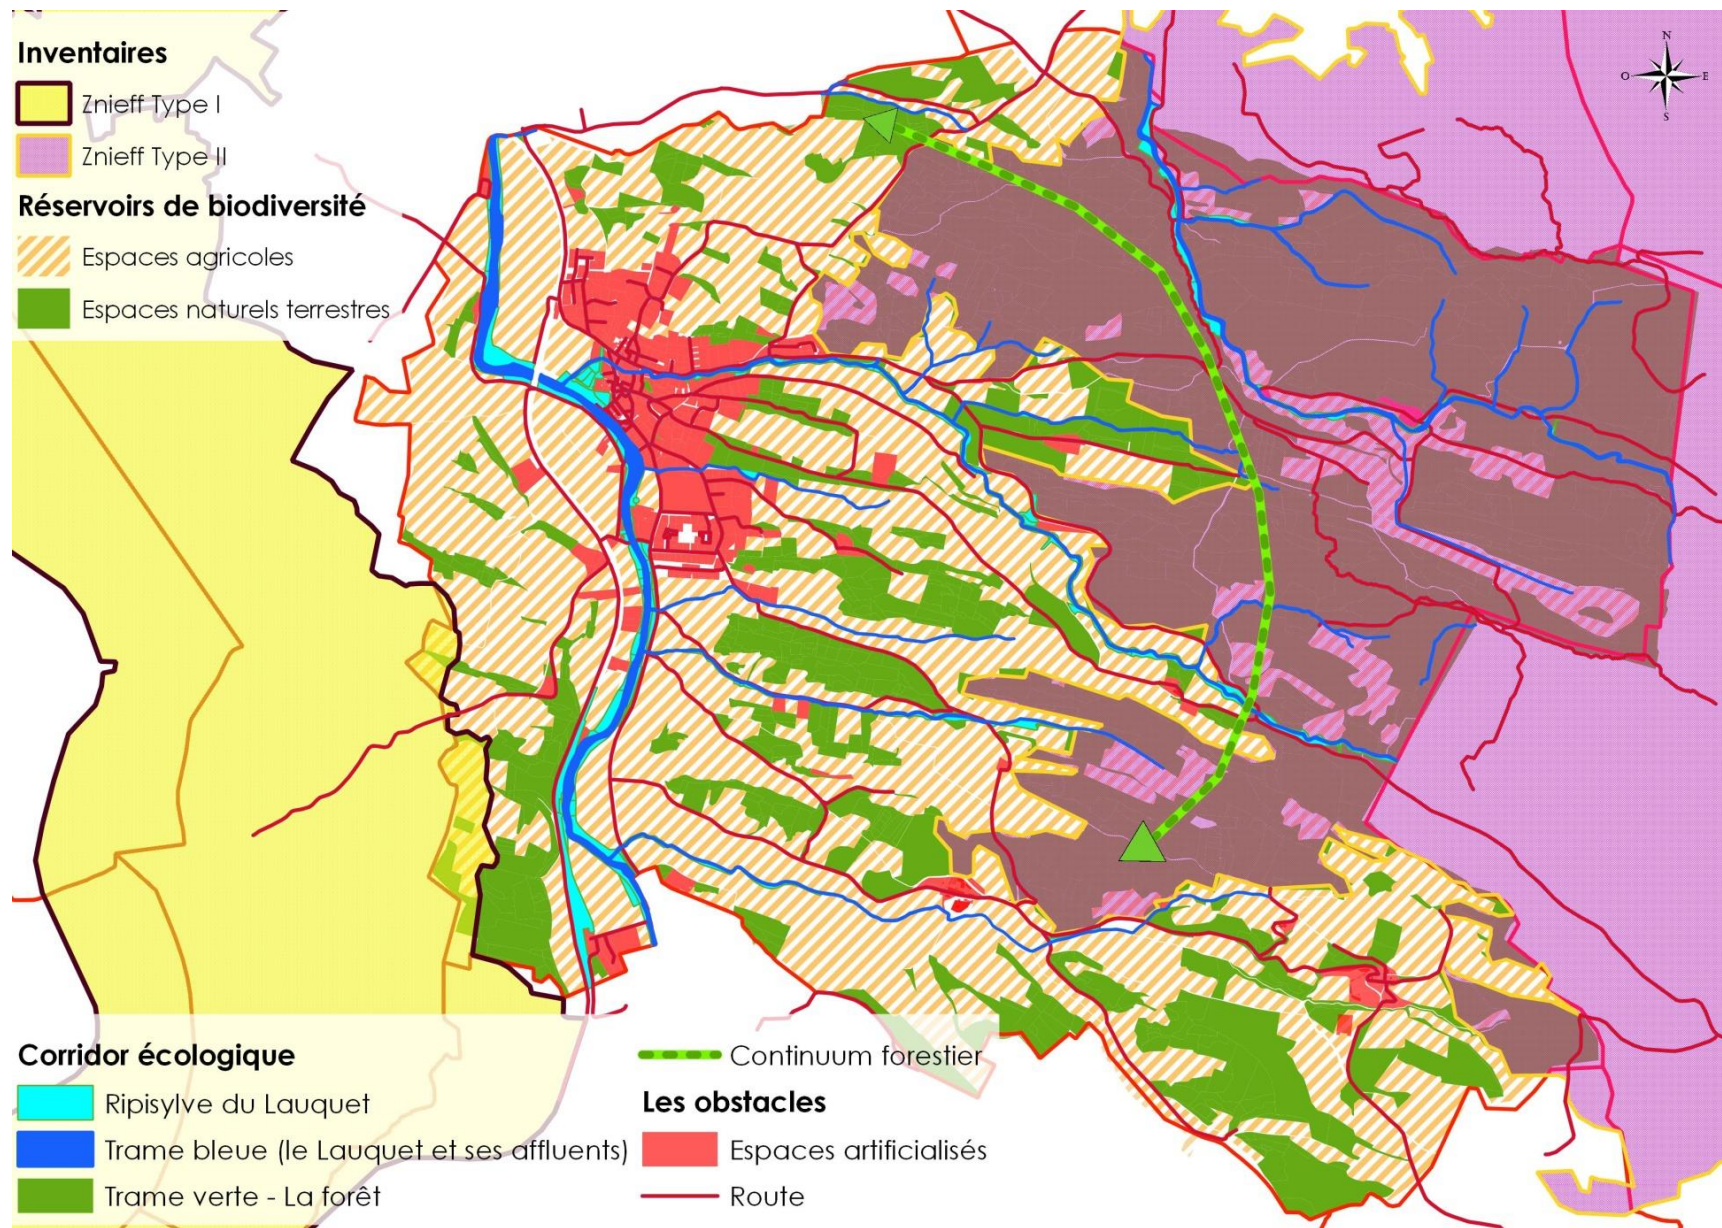 Inventaires
Znieff Type I
Znieff Type II
Réservoirs de biodiversité
Espaces agricoles
Espaces naturels terrestres
N
O E
S
Corridor écologique
Ripisylve du Lauquet
Trame bleue (le Lauquet et ses affluents)
Trame verte - La forêt
Continuum forestier
Les obstacles
Espaces artificialisés
Route